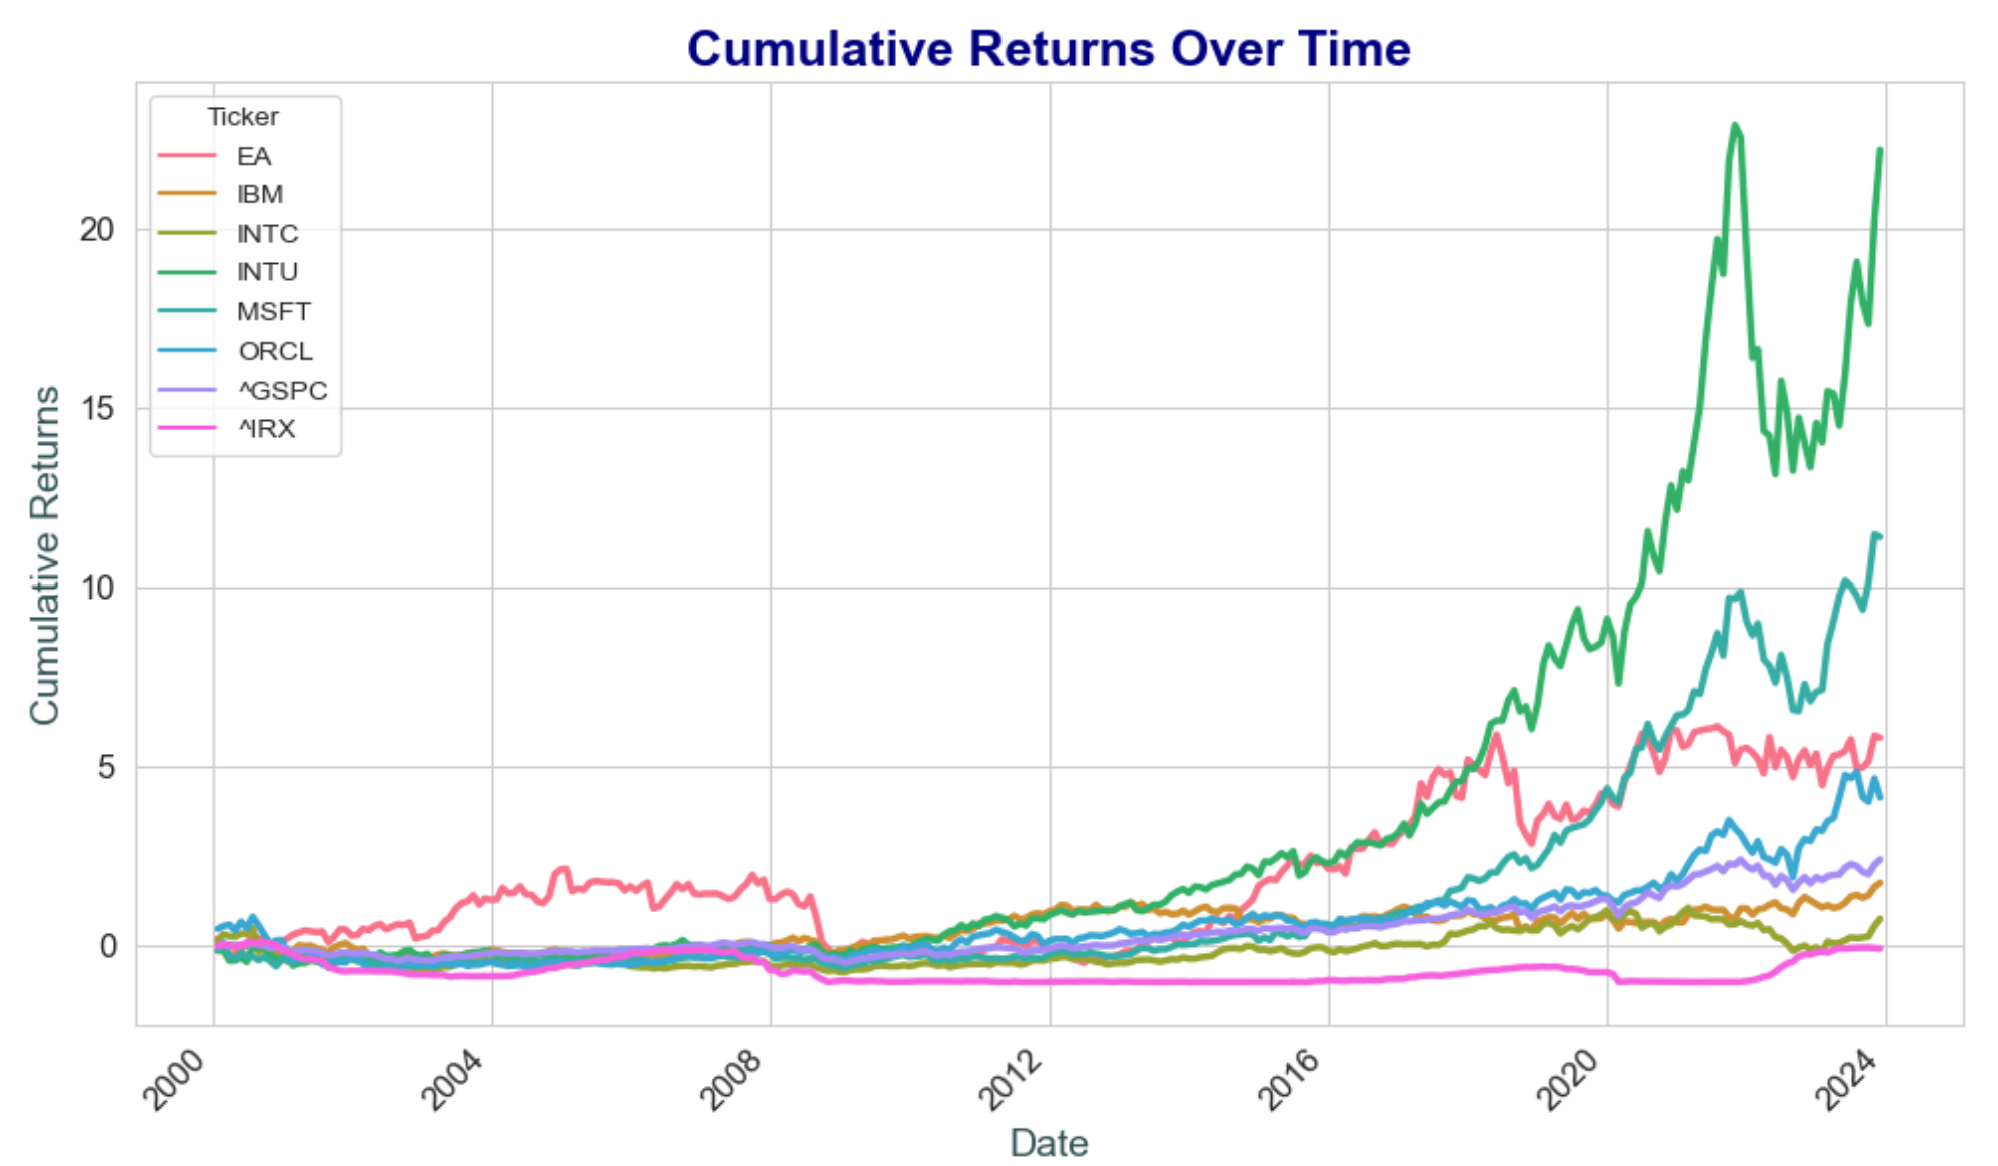 Cumulative Returns Over Time
Ticker
EA
IBM
INTC
INTU
MSFT
ORCL
^GSPC
^IRX
Cumulative Returns
20
15
10
5
0
2000
2004
2008
2012
2016
2020
2024
Date